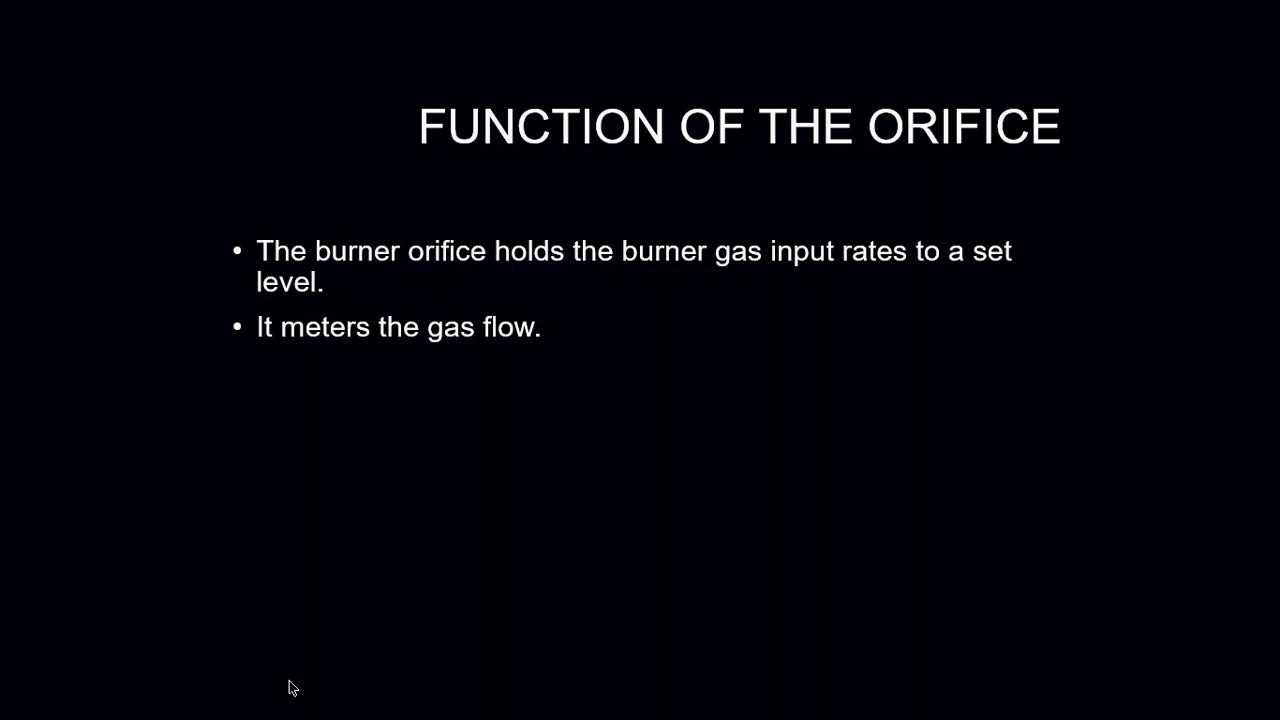 FUNCTION OF THE ORIFICE
• The burner orifice holds the burner gas input rates to a set
level.
• It meters the gas flow.